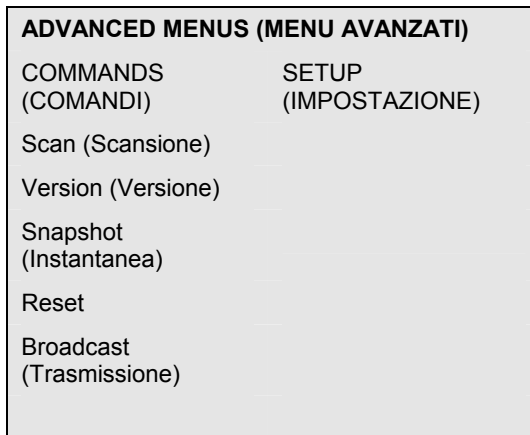 ADVANCED MENUS (MENU AVANZATI)
COMMANDS SETUP
(COMANDI) (IMPOSTAZIONE)
Scan (Scansione)
Version (Versione)
Snapshot
(Instantanea)
Reset
Broadcast
(Trasmissione)